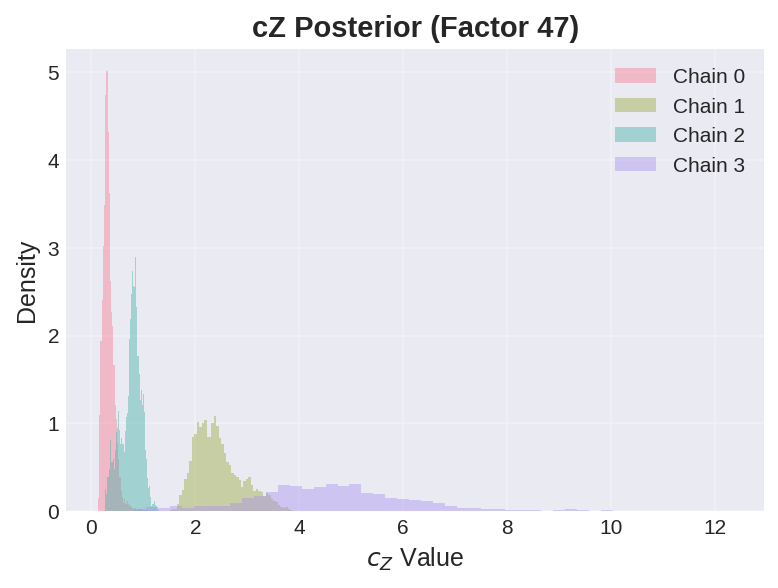 cZ Posterior (Factor 47)
Chain 0
Chain 1
Chain 2
Chain 3
Density
5
4
3
2
1
0
0 2 4 6 8 10 12
c_Z Value